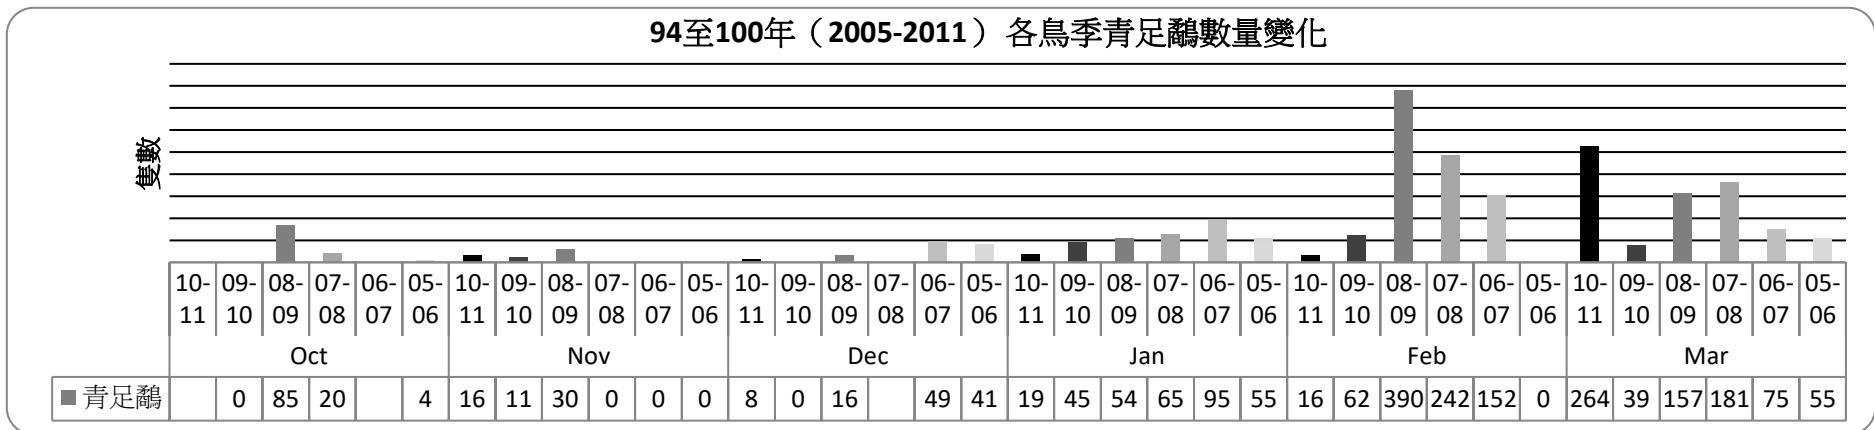 94至100年（2005-2011） 各鳥季青足鷸數量變化
隻數
10-11 09-10 08-09 07-08 06-07 05-06 10-11 09-10 08-09 07-08 06-07 05-06 10-11 09-10 08-09 07-08 06-07 05-06 10-11 09-10 08-09 07-08 06-07 05-06 10-11 09-10 08-09 07-08 06-07 05-06 10-11 09-10 08-09 07-08 06-07 05-06
Oct Nov Dec Jan Feb Mar
青足鷸 0 85 20 4 16 11 30 0 0 0 8 0 16 49 41 19 45 54 65 95 55 16 62 390 242 152 0 264 39 157 181 75 55